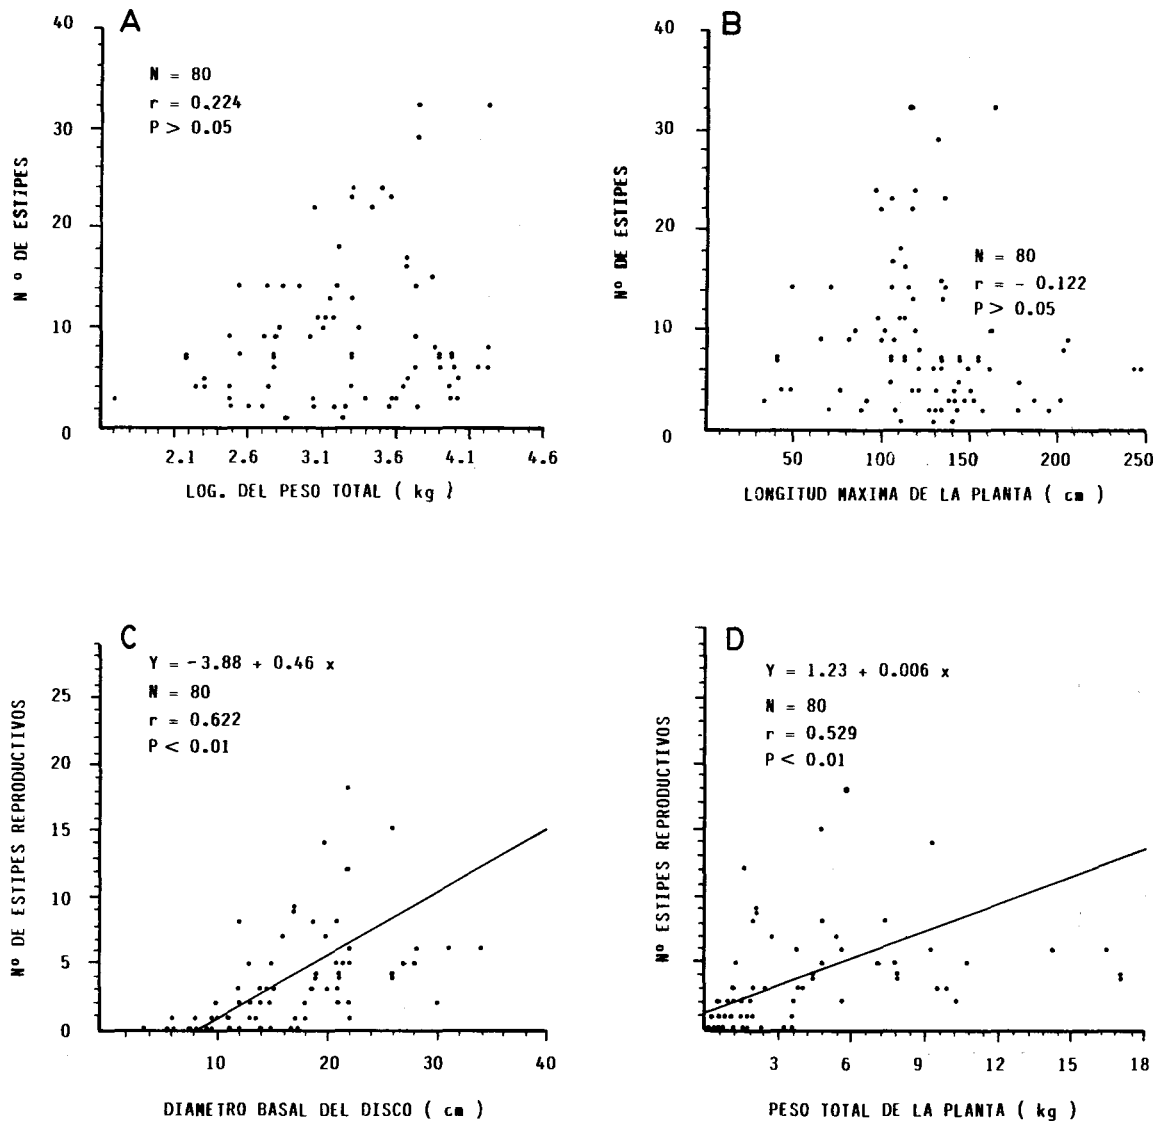 A
40
30
20
10
0
Nº DE ESTIPES
N = 80
r = 0.224
P > 0.05
2.1 2.6 3.1 3.6 4.1 4.6
LOG. DEL PESO TOTAL ( kg )
B
40
30
20
10
0
Nº DE ESTIPES
N = 80
r = - 0.122
P > 0.05
50 100 150 200 250
LONGITUD MAXIMA DE LA PLANTA ( cm )
C
25
20
15
10
5
0
Nº DE ESTIPES REPRODUCTIVOS
Y = -3.88 + 0.46 x
N = 80
r = 0.622
P < 0.01
10 20 30 40
DIAMETRO BASAL DEL DISCO ( cm )
D
Nº ESTIPES REPRODUCTIVOS
Y = 1.23 + 0.006 x
N = 80
r = 0.529
P < 0.01
3 6 9 12 15 18
PESO TOTAL DE LA PLANTA ( kg )